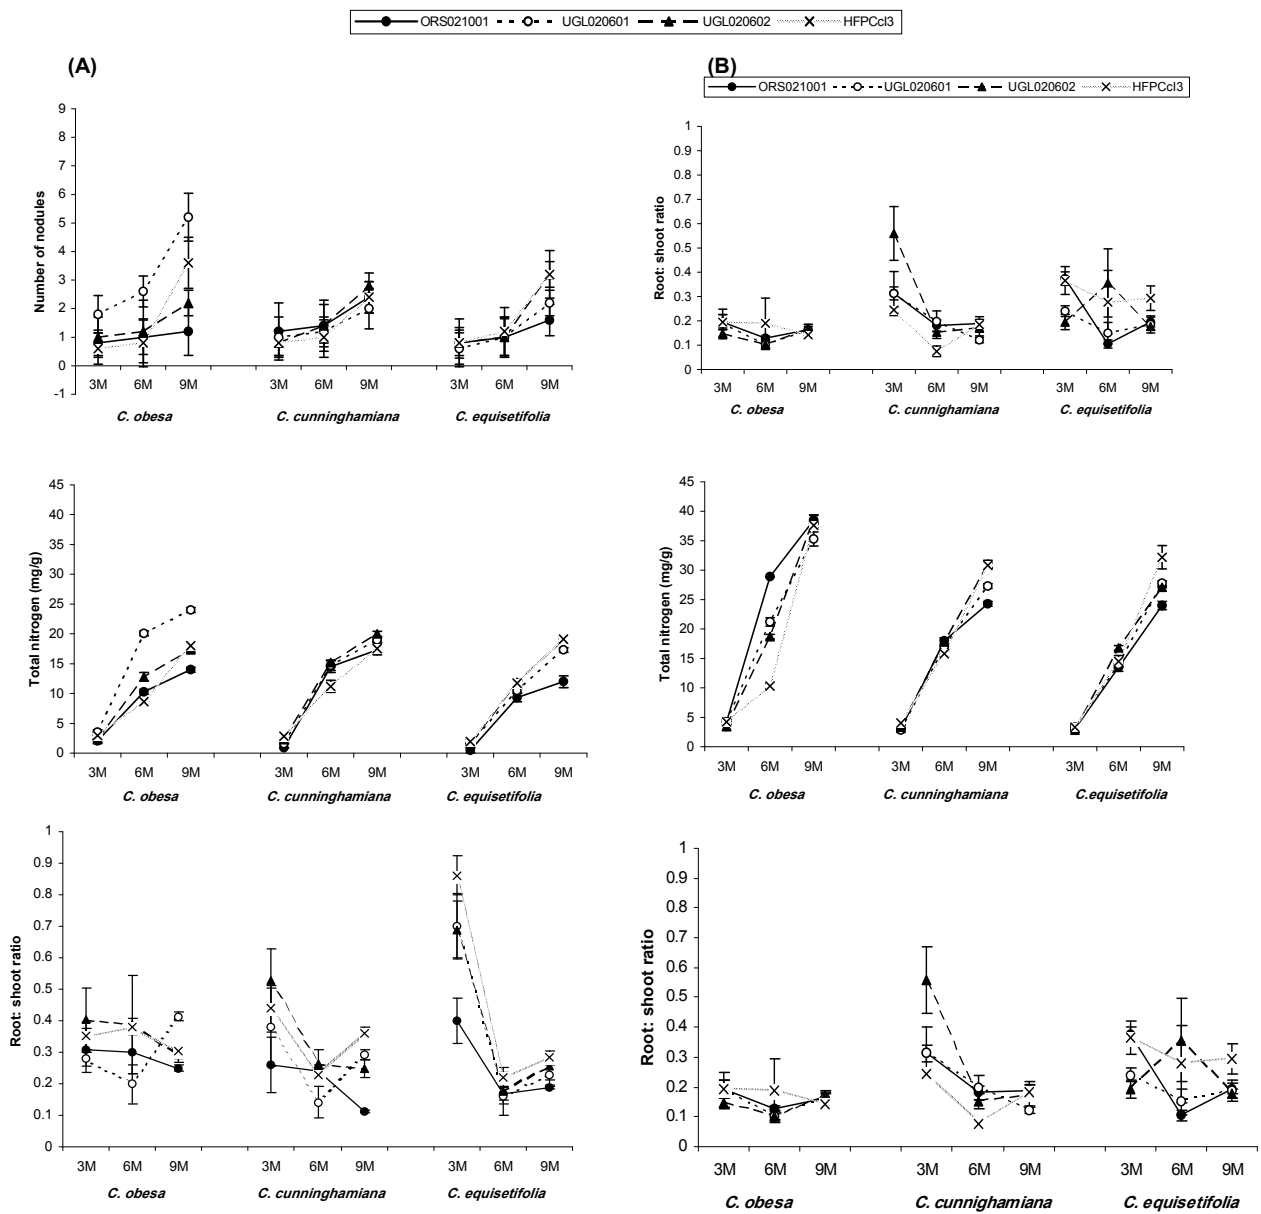 ORS021001 UGL020601 UGL020602 HFPCcI3
(A)
Number of nodules
9
8
7
6
5
4
3
2
1
0
-1
3M 6M 9M 3M 6M 9M 3M 6M 9M
C. obesa C. cunninghamiana C. equisetifolia
(B)
ORS021001 UGL020601 UGL020602 HFPCcI3
Root: shoot ratio
1
0.9
0.8
0.7
0.6
0.5
0.4
0.3
0.2
0.1
0
3M 6M 9M 3M 6M 9M 3M 6M 9M
C. obesa C. cunnighamiana C. equisetifolia
Total nitrogen (mg/g)
45
40
35
30
25
20
15
10
5
0
3M 6M 9M 3M 6M 9M 3M 6M 9M
C. obesa C. cunninghamiana C. equisetifolia
Total nitrogen (mg/g)
45
40
35
30
25
20
15
10
5
0
3M 6M 9M 3M 6M 9M 3M 6M 9M
C. obesa C. cunninghamiana C.equisetifolia
Root: shoot ratio
1
0.9
0.8
0.7
0.6
0.5
0.4
0.3
0.2
0.1
0
3M 6M 9M 3M 6M 9M 3M 6M 9M
C. obesa C. cunninghamiana C. equisetifolia
Root: shoot ratio
1
0.9
0.8
0.7
0.6
0.5
0.4
0.3
0.2
0.1
0
3M 6M 9M 3M 6M 9M 3M 6M 9M
C. obesa C. cunnighamiana C. equisetifolia